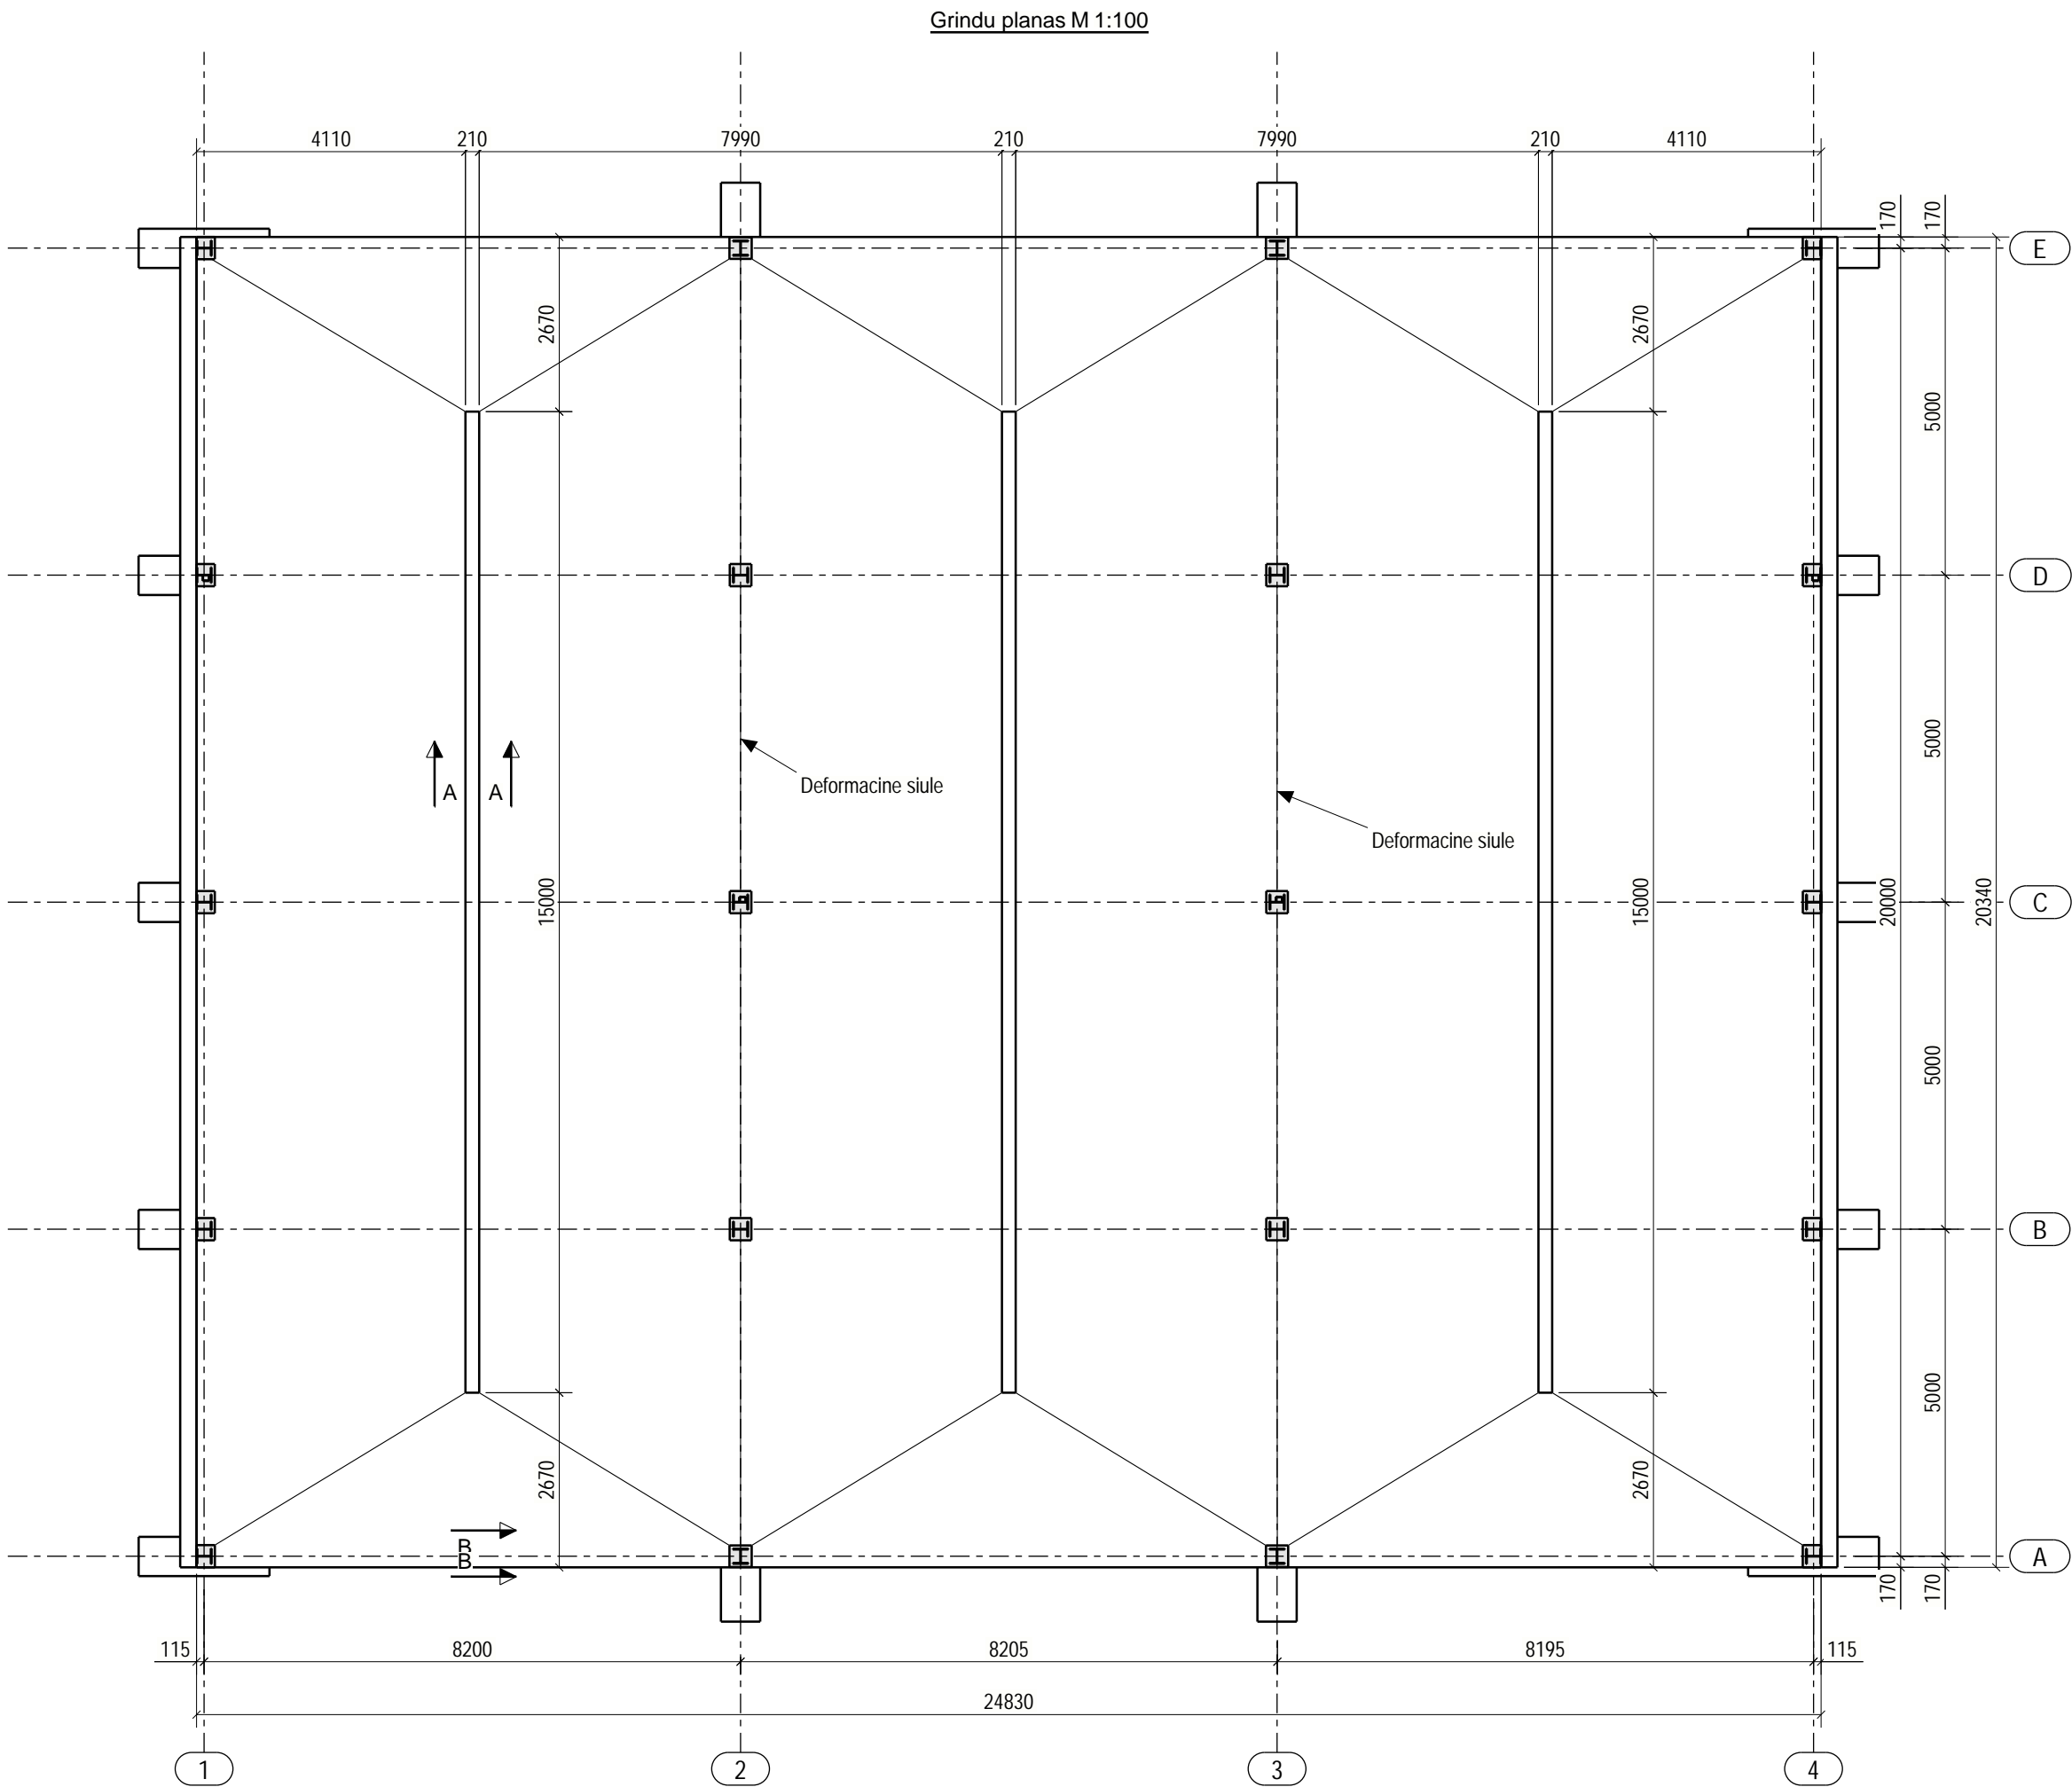 Grindu planas M 1:100
4110 210 7990 210 7990 210 4110
170 170
E
2670 2670
5000
D
5000
A A
Deformacine siule
Deformacine siule
15000 15000 20000 20340
C
5000
B
5000
2670 2670
B
B
A
170 170
115 8200 8205 8195 115
24830
1 2 3 4